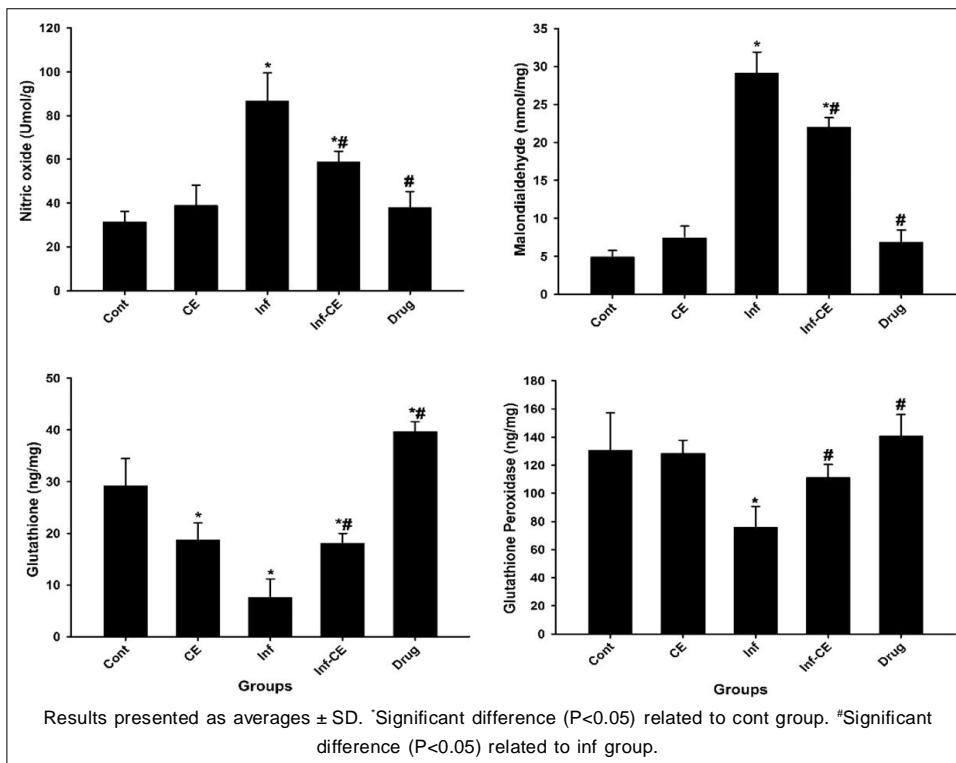 120
100
80
60
40
20
0
Nitric oxide (Umol/g)
*
*#
#
Cont
CE
Inf
Inf-CE
Drug
35
30
25
20
15
10
5
0
Malondialdehyde (nmol/mg)
*
*#
#
Cont
CE
Inf
Inf-CE
Drug
50
40
30
20
10
0
Glutathione (ng/mg)
*
*
*#
*#
Cont
CE
Inf
Inf-CE
Drug
Groups
180
160
140
120
100
80
60
40
20
0
Glutathione Peroxidase (ng/mg)
*
#
#
Cont
CE
Inf
Inf-CE
Drug
Groups
Results presented as averages ± SD. *Significant difference (P<0.05) related to cont group. #Significant
difference (P<0.05) related to inf group.